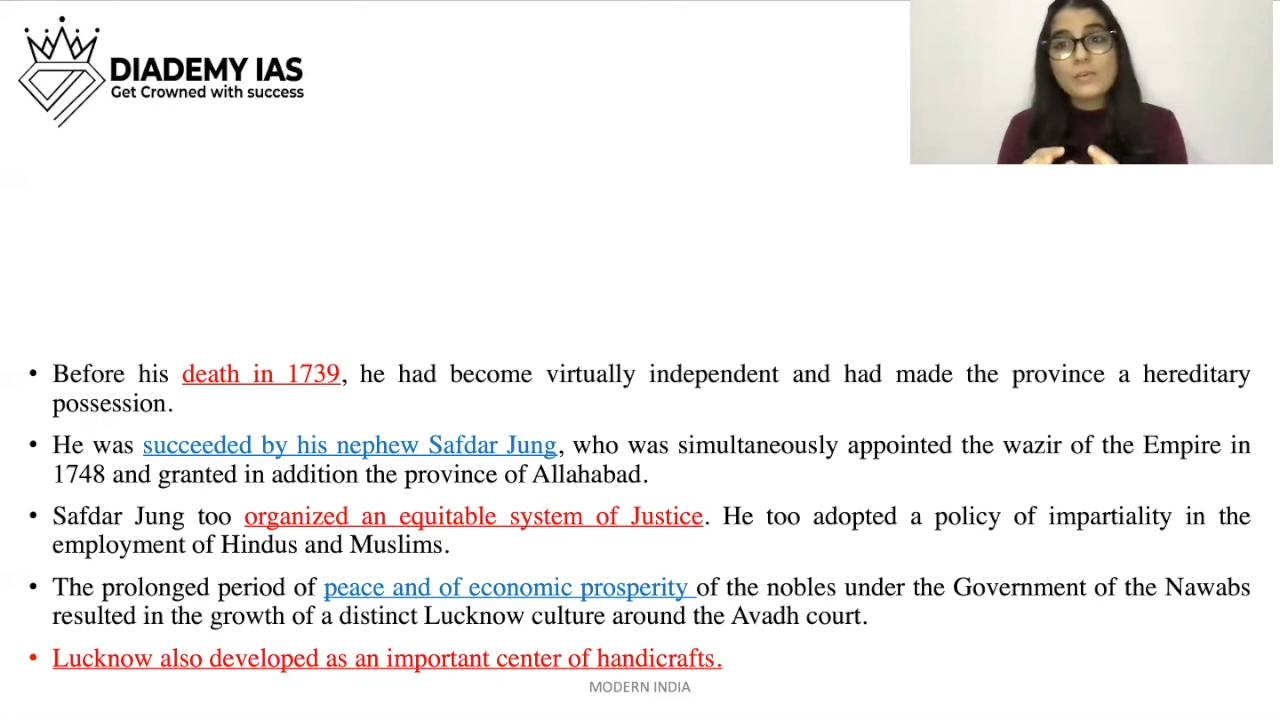 DIADEMY IAS
Get Crowned with success
• Before his death in 1739, he had become virtually independent and had made the province a hereditary
possession.
• He was succeeded by his nephew Safdar Jung, who was simultaneously appointed the wazir of the Empire in
1748 and granted in addition the province of Allahabad.
• Safdar Jung too organized an equitable system of Justice. He too adopted a policy of impartiality in the
employment of Hindus and Muslims.
• The prolonged period of peace and of economic prosperity of the nobles under the Government of the Nawabs
resulted in the growth of a distinct Lucknow culture around the Avadh court.
• Lucknow also developed as an important center of handicrafts.
MODERN INDIA